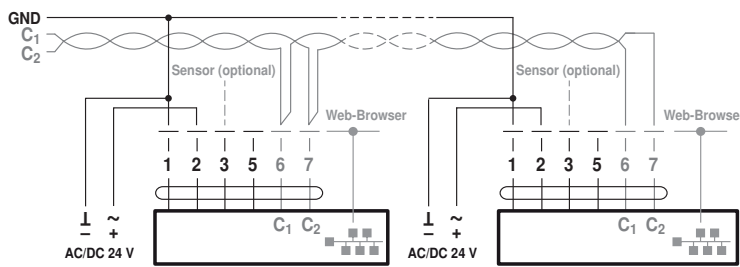 GND
C1
C2
Sensor (optional) Sensor (optional)
Web-Browser Web-Browse
1 2 3 5 6 7 1 2 3 5 6 7
⊥ ~ C1 C2 ⊥ ~ C1 C2
– + – +
AC/DC 24 V AC/DC 24 V